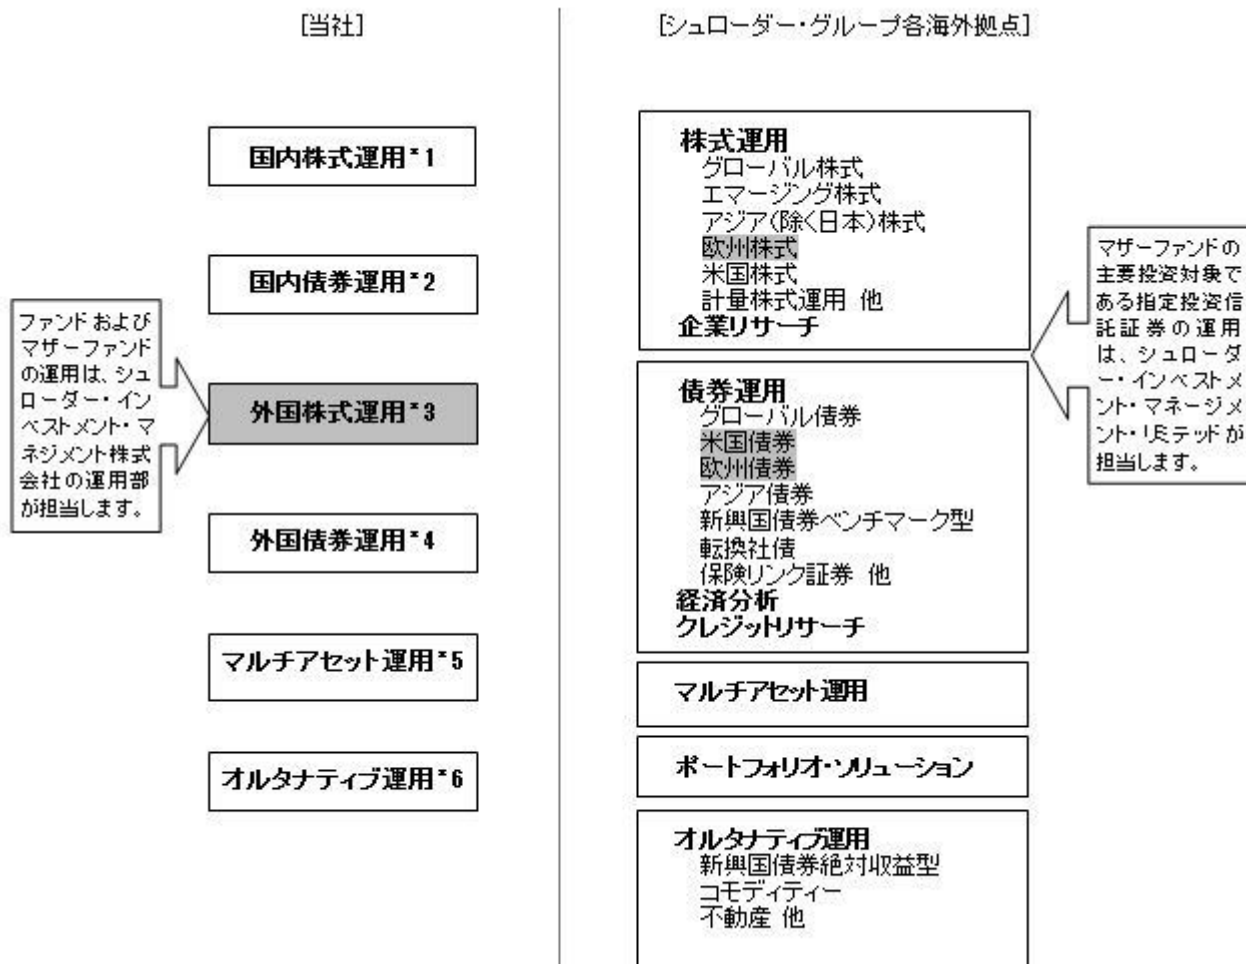 [当社]
[シュローダー・グループ各海外拠点]
国内株式運用*1
国内債券運用*2
ファンドおよび
マザーファンド
の運用は、シュ
ローダー・イン
ベストメント・マ
ネジメント株式
会社の運用部
が担当します。
外国株式運用*3
外国債券運用*4
マルチアセット運用*5
オルタナティブ運用*6
株式運用
グローバル株式
エマージング株式
アジア(除く日本)株式
欧州株式
米国株式
計量株式運用 他
企業リサーチ
債券運用
グローバル債券
米国債券
欧州債券
アジア債券
新興国債券ベンチマーク型
転換社債
保険リンク証券 他
経済分析
クレジットリサーチ
マルチアセット運用
ポートフォリオ・ソリューション
オルタナティブ運用
新興国債券絶対収益型
コモディティー
不動産 他
マザーファンドの
主要投資対象で
ある指定投資信
託証券の運用
は、シュローダ
ー・インベストメ
ント・マネージメ
ント・リミテッドが
担当します。